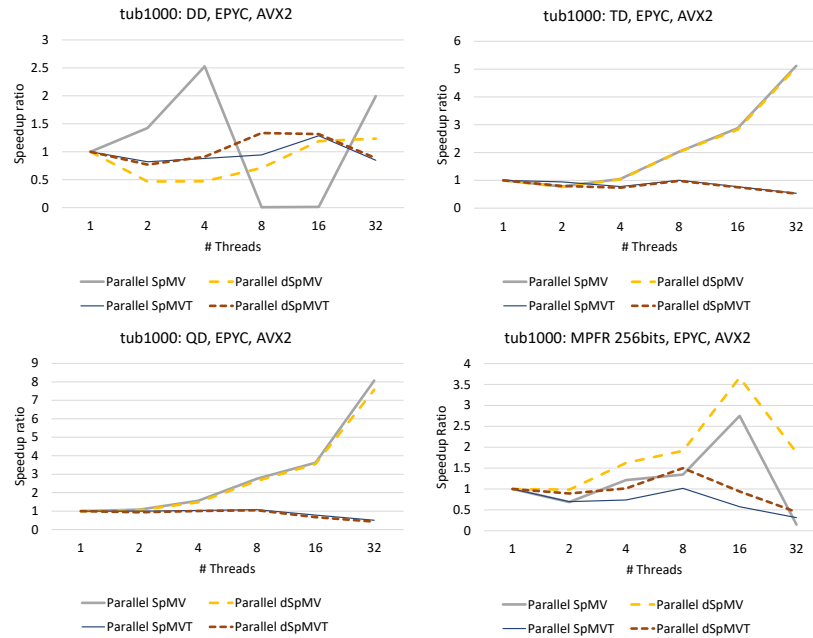 tub1000: DD, EPYC, AVX2
3
2.5
2
1.5
1
0.5
0
Speedup ratio
1 2 4 8 16 32
# Threads
Parallel SpMV Parallel dSpMV
Parallel SpMVT Parallel dSpMVT
tub1000: TD, EPYC, AVX2
6
5
4
3
2
1
0
Speedup ratio
1 2 4 8 16 32
# Threads
Parallel SpMV Parallel dSpMV
Parallel SpMVT Parallel dSpMVT
tub1000: QD, EPYC, AVX2
9
8
7
6
5
4
3
2
1
0
Speedup ratio
1 2 4 8 16 32
# Threads
Parallel SpMV Parallel dSpMV
Parallel SpMVT Parallel dSpMVT
tub1000: MPFR 256bits, EPYC, AVX2
4
3.5
3
2.5
2
1.5
1
0.5
0
Speedup Ratio
1 2 4 8 16 32
# Threads
Parallel SpMV Parallel dSpMV
Parallel SpMVT Parallel dSpMVT